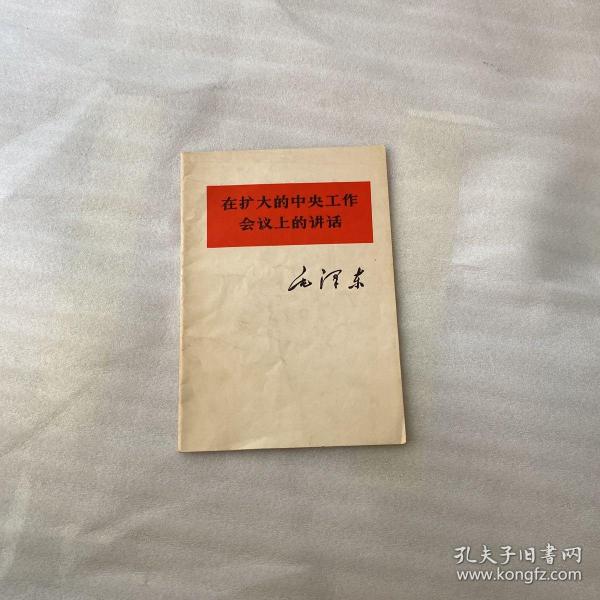 在扩大的中央工作
会议上的讲话
毛泽东
孔夫子旧书网
www.kongfz.com